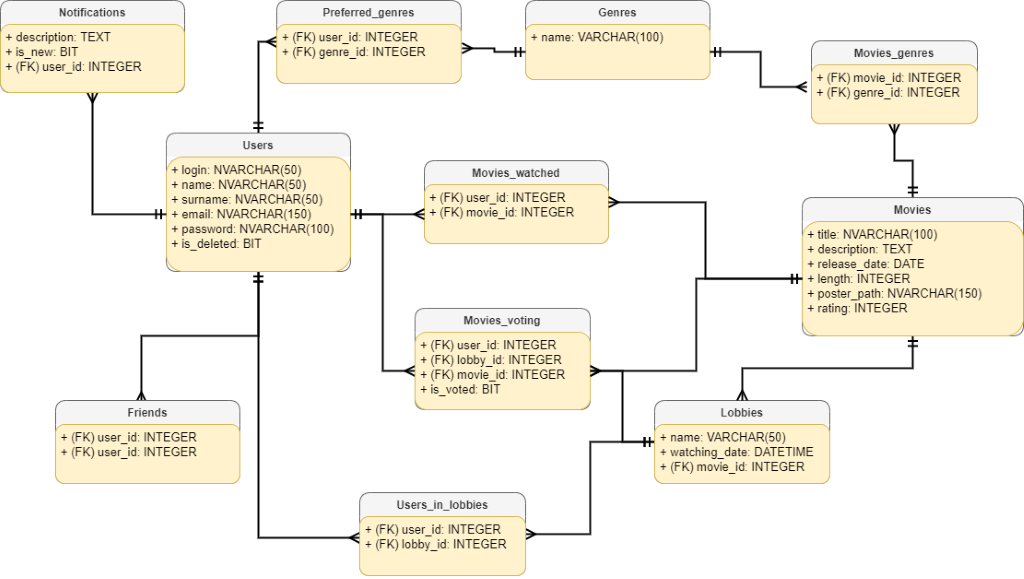 Notifications
+ description: TEXT
+ is_new: BIT
+ (FK) user_id: INTEGER
Preferred_genres
+ (FK) user_id: INTEGER
+ (FK) genre_id: INTEGER
Genres
+ name: VARCHAR(100)
Movies_genres
+ (FK) movie_id: INTEGER
+ (FK) genre_id: INTEGER
Users
+ login: NVARCHAR(50)
+ name: NVARCHAR(50)
+ surname: NVARCHAR(50)
+ email: NVARCHAR(150)
+ password: NVARCHAR(100)
+ is_deleted: BIT
Movies_watched
+ (FK) user_id: INTEGER
+ (FK) movie_id: INTEGER
Movies
+ title: NVARCHAR(100)
+ description: TEXT
+ release_date: DATE
+ length: INTEGER
+ poster_path: NVARCHAR(150)
+ rating: INTEGER
Movies_voting
+ (FK) user_id: INTEGER
+ (FK) lobby_id: INTEGER
+ (FK) movie_id: INTEGER
+ is_voted: BIT
Friends
+ (FK) user_id: INTEGER
+ (FK) user_id: INTEGER
Lobbies
+ name: VARCHAR(50)
+ watching_date: DATETIME
+ (FK) movie_id: INTEGER
Users_in_lobbies
+ (FK) user_id: INTEGER
+ (FK) lobby_id: INTEGER